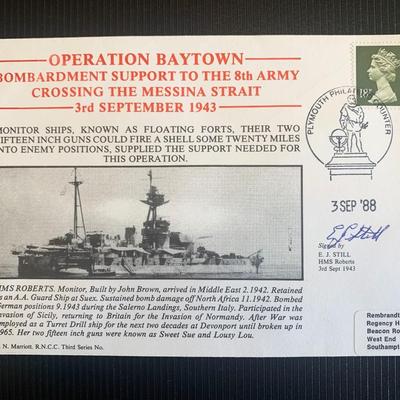 OPERATION BAYTOWN
BOMBARDMENT SUPPORT TO THE 8th ARMY
CROSSING THE MESSINA STRAIT
3rd SEPTEMBER 1943
MONITOR SHIPS, KNOWN AS FLOATING FORTS, THEIR TWO
FIFTEEN INCH GUNS COULD FIRE A SHELL SOME TWENTY MILES
INTO ENEMY POSITIONS, SUPPLIED THE SUPPORT NEEDED FOR
THIS OPERATION.
18P
PLYMOUTH PHILATELIC COUNTER
3 SEP '88
E J Still
Signed by
E. J. STILL
HMS Roberts
3rd Sept 1943
HMS ROBERTS. Monitor, Built by John Brown, arrived in Middle East 2.1942. Retained
as an A.A. Guard Ship at Suex. Sustained bomb damage off North Africa 11.1942. Bombed
German positions 9.1943 during the Salerno Landings, Southern Italy. Participated in the
Invasion of Sicily, returning to Britain for the Invasion of Normandy. After War was
employed as a Turret Drill ship for the next two decades at Devonport until broken up in
1965. Her two fifteen inch guns were known as Sweet Sue and Lousy Lou.
N. Marriott. R.N.C.C. Third Series No.
Rembrandt
Regency H
Beacon Ro
West End
Southampt